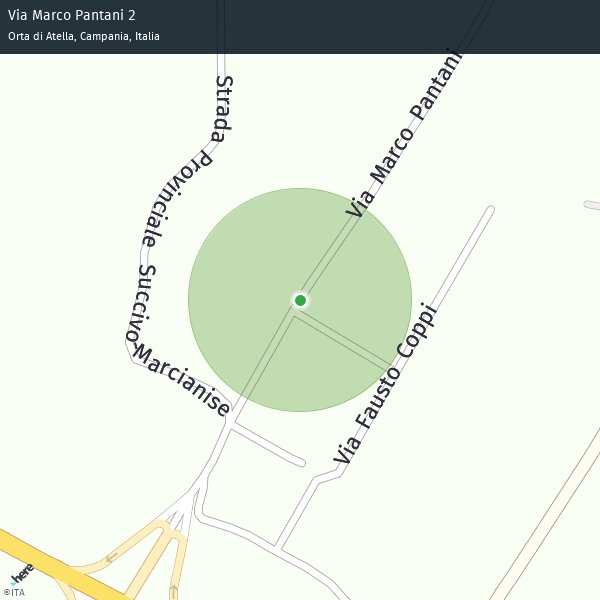 Via Marco Pantani 2
Orta di Atella, Campania, Italia
Strada Provinciale Succivo-Marcianise
Via Marco Pantani
Via Fausto Coppi
here
©ITA